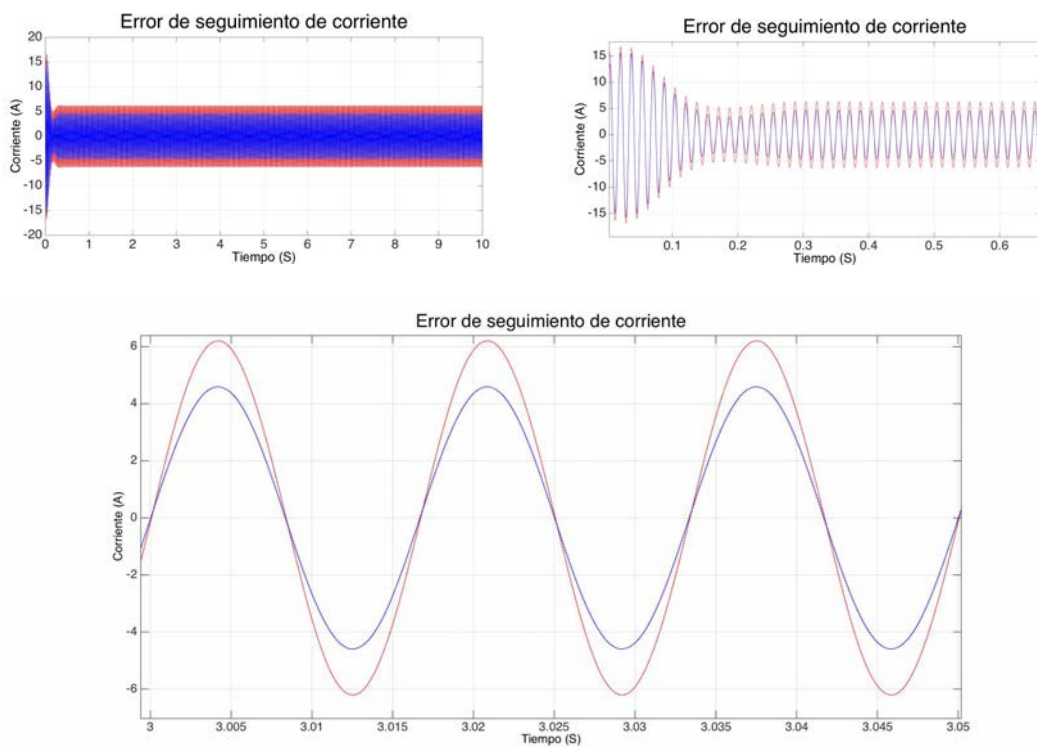 Error de seguimiento de corriente
20
15
10
5
0
-5
-10
-15
-20
Corriente (A)
0 1 2 3 4 5 6 7 8 9 10
Tiempo (S)
Error de seguimiento de corriente
15
10
5
0
-5
-10
-15
Corriente (A)
0.1 0.2 0.3 0.4 0.5 0.6
Tiempo (S)
Error de seguimiento de corriente
6
4
2
0
-2
-4
-6
Corriente (A)
3 3.005 3.01 3.015 3.02 3.025 3.03 3.035 3.04 3.045 3.05
Tiempo (S)